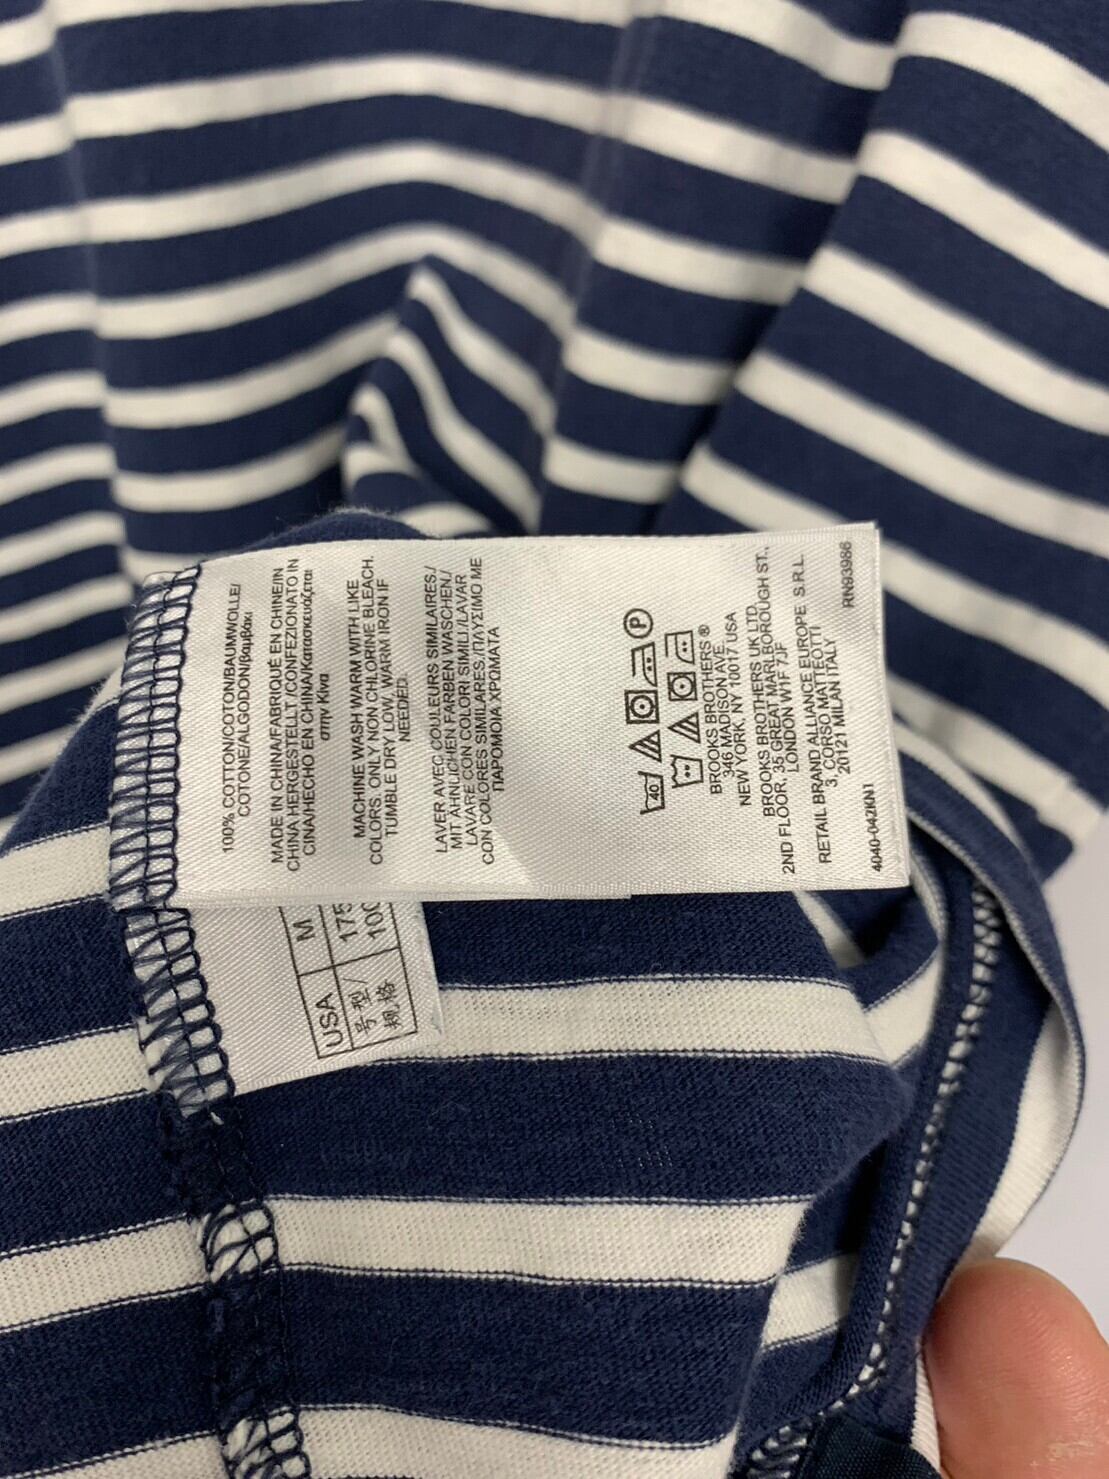 100% COTTON/COTON/BAUMWOLLE/
COTONE/ALGODON/βαμβάκι
MADE IN CHINA/FABRIQUÉ EN CHINE/IN
CHINA HERGESTELLT /CONFEZIONATO IN
CINA/HECHO EN CHINA/Κατασκευάζεται
στην Κίνα
MACHINE WASH WARM WITH LIKE
COLORS. ONLY NON CHLORINE BLEACH.
TUMBLE DRY LOW. WARM IRON IF
NEEDED.
LAVER AVEC COULEURS SIMILAIRES./
MIT ÄHNLICHEN FARBEN WASCHEN./
LAVARE CON COLORI SIMILI./LAVAR
CON COLORES SIMILARES./ΠΛΥΣΙΜΟ ΜΕ
ΠΑΡΟΜΟΙΑ ΧΡΩΜΑΤΑ
40
P
BROOKS BROTHERS ®
346 MADISON AVE.
NEW YORK, NY 10017 USA
BROOKS BROTHERS UK LTD.
2ND FLOOR, 35 GREAT MARLBOROUGH ST.,
LONDON W1F 7JF
RETAIL BRAND ALLIANCE EUROPE S.R.L.
3, CORSO MATTEOTTI
20121 MILAN ITALY
4040-042KN1 RN93986
USA M
号型/
规格